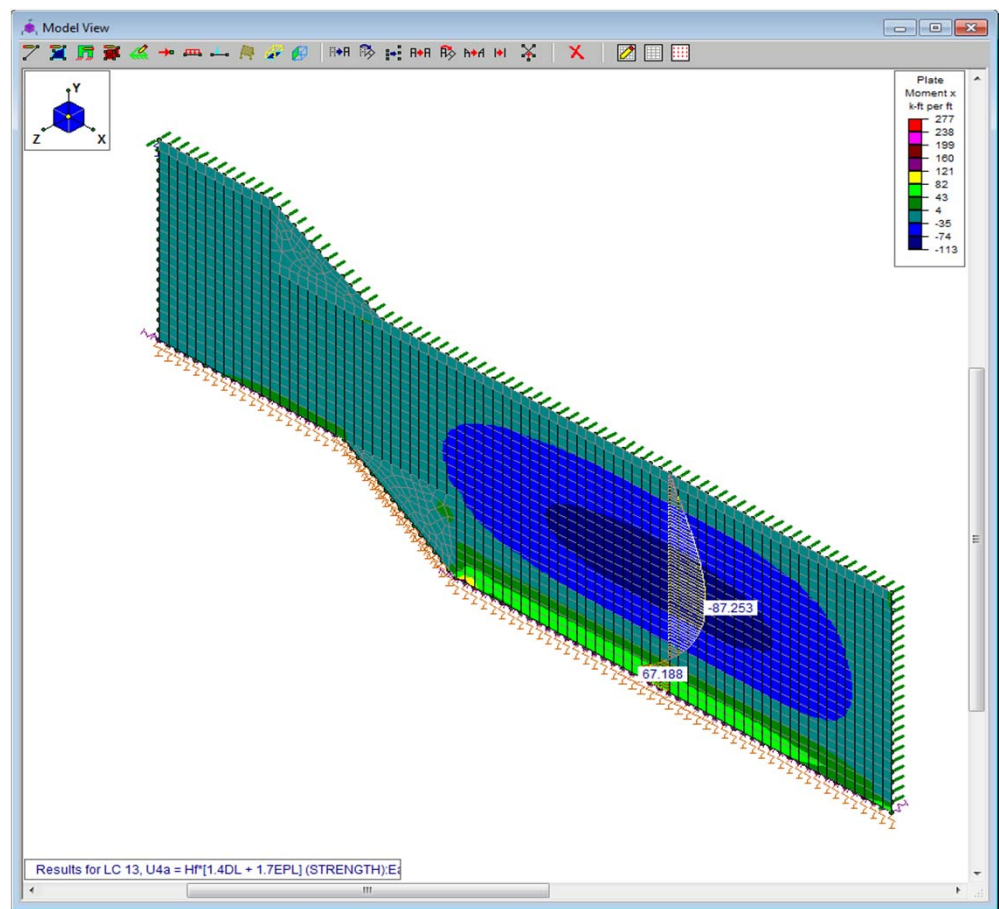 Model View
Y
Z
X
Plate
Moment x
k-ft per ft
277
238
199
160
121
82
43
4
-35
-74
-113
-87.253
67.188
Results for LC 13, U4a = Hf*[1.4DL + 1.7EPL] (STRENGTH):